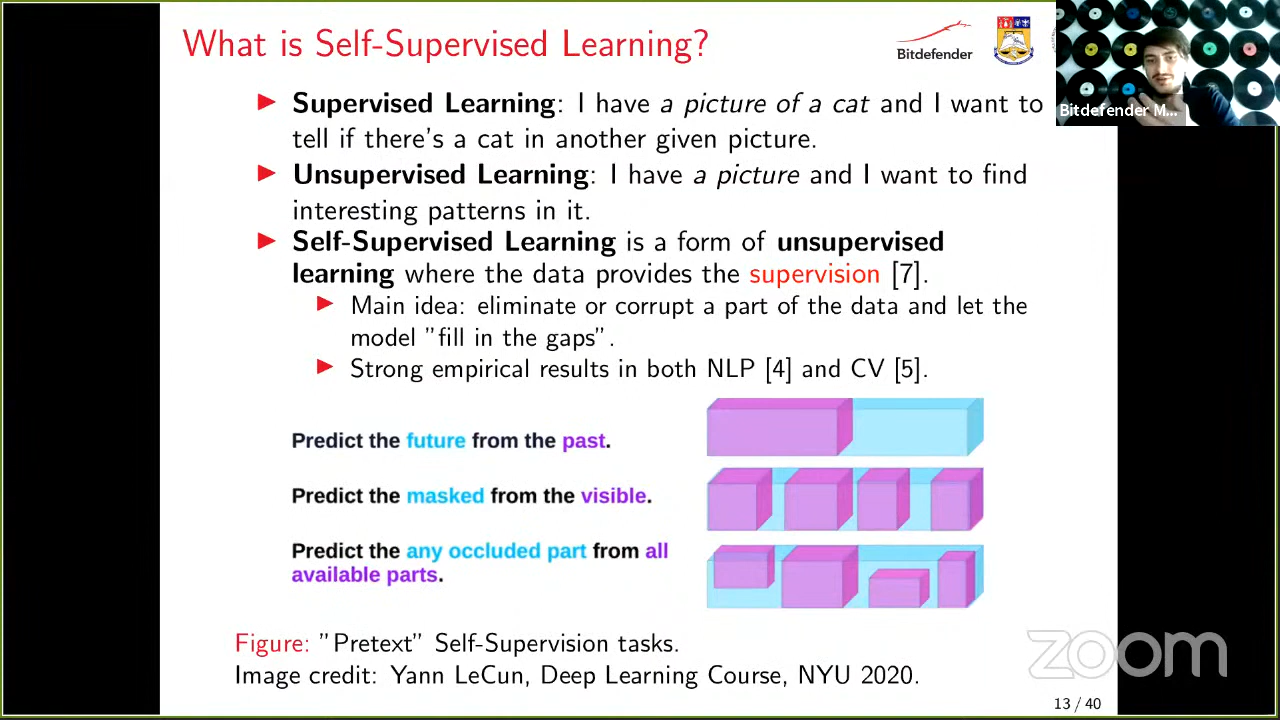 What is Self-Supervised Learning?
Bitdefender
Bitdefender M...
▶ Supervised Learning: I have a picture of a cat and I want to
tell if there's a cat in another given picture.
▶ Unsupervised Learning: I have a picture and I want to find
interesting patterns in it.
▶ Self-Supervised Learning is a form of unsupervised
learning where the data provides the supervision [7].
▶ Main idea: eliminate or corrupt a part of the data and let the
model "fill in the gaps".
▶ Strong empirical results in both NLP [4] and CV [5].
Predict the future from the past.
Predict the masked from the visible.
Predict the any occluded part from all
available parts.
Figure: "Pretext" Self-Supervision tasks.
Image credit: Yann LeCun, Deep Learning Course, NYU 2020.
zoom
13 / 40